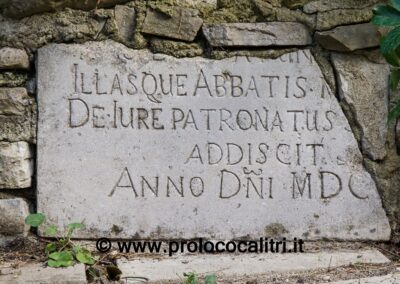 ILLASQUE ABBATIS
DE·IURE PATRONATUS
ADDISCIT
ANNO DÑI MDC
© www.prolococalitri.it